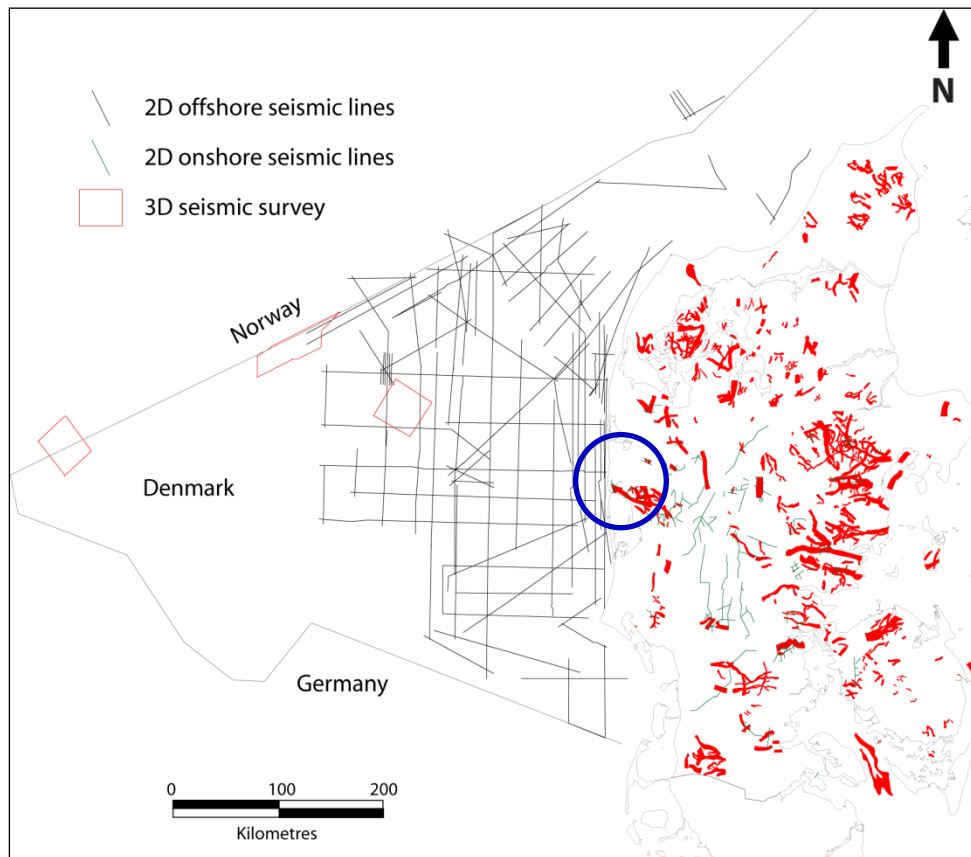 N
2D offshore seismic lines
2D onshore seismic lines
3D seismic survey
Norway
Denmark
Germany
0 100 200
Kilometres